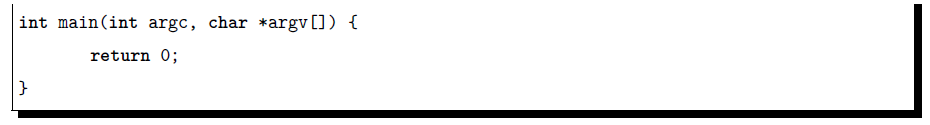 int main(int argc, char *argv[]) {
return 0;
}